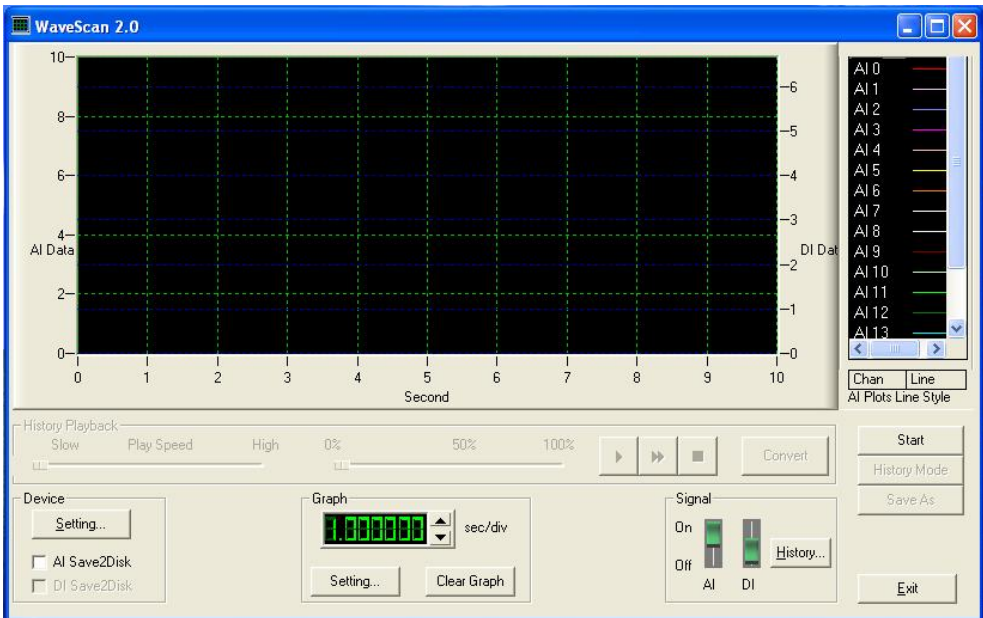 WaveScan 2.0
10
8
6
4
2
0
AI Data
6
5
4
3
2
1
0
DI Dat
0 1 2 3 4 5 6 7 8 9 10
Second
AI 0
AI 1
AI 2
AI 3
AI 4
AI 5
AI 6
AI 7
AI 8
AI 9
AI 10
AI 11
AI 12
AI 13
Chan Line
AI Plots Line Style
History Playback
Slow Play Speed High 0% 50% 100%
Convert
Start
History Mode
Save As
Exit
Device
Setting...
AI Save2Disk
DI Save2Disk
Graph
1.000000 sec/div
Setting... Clear Graph
Signal
On
Off
AI DI
History...